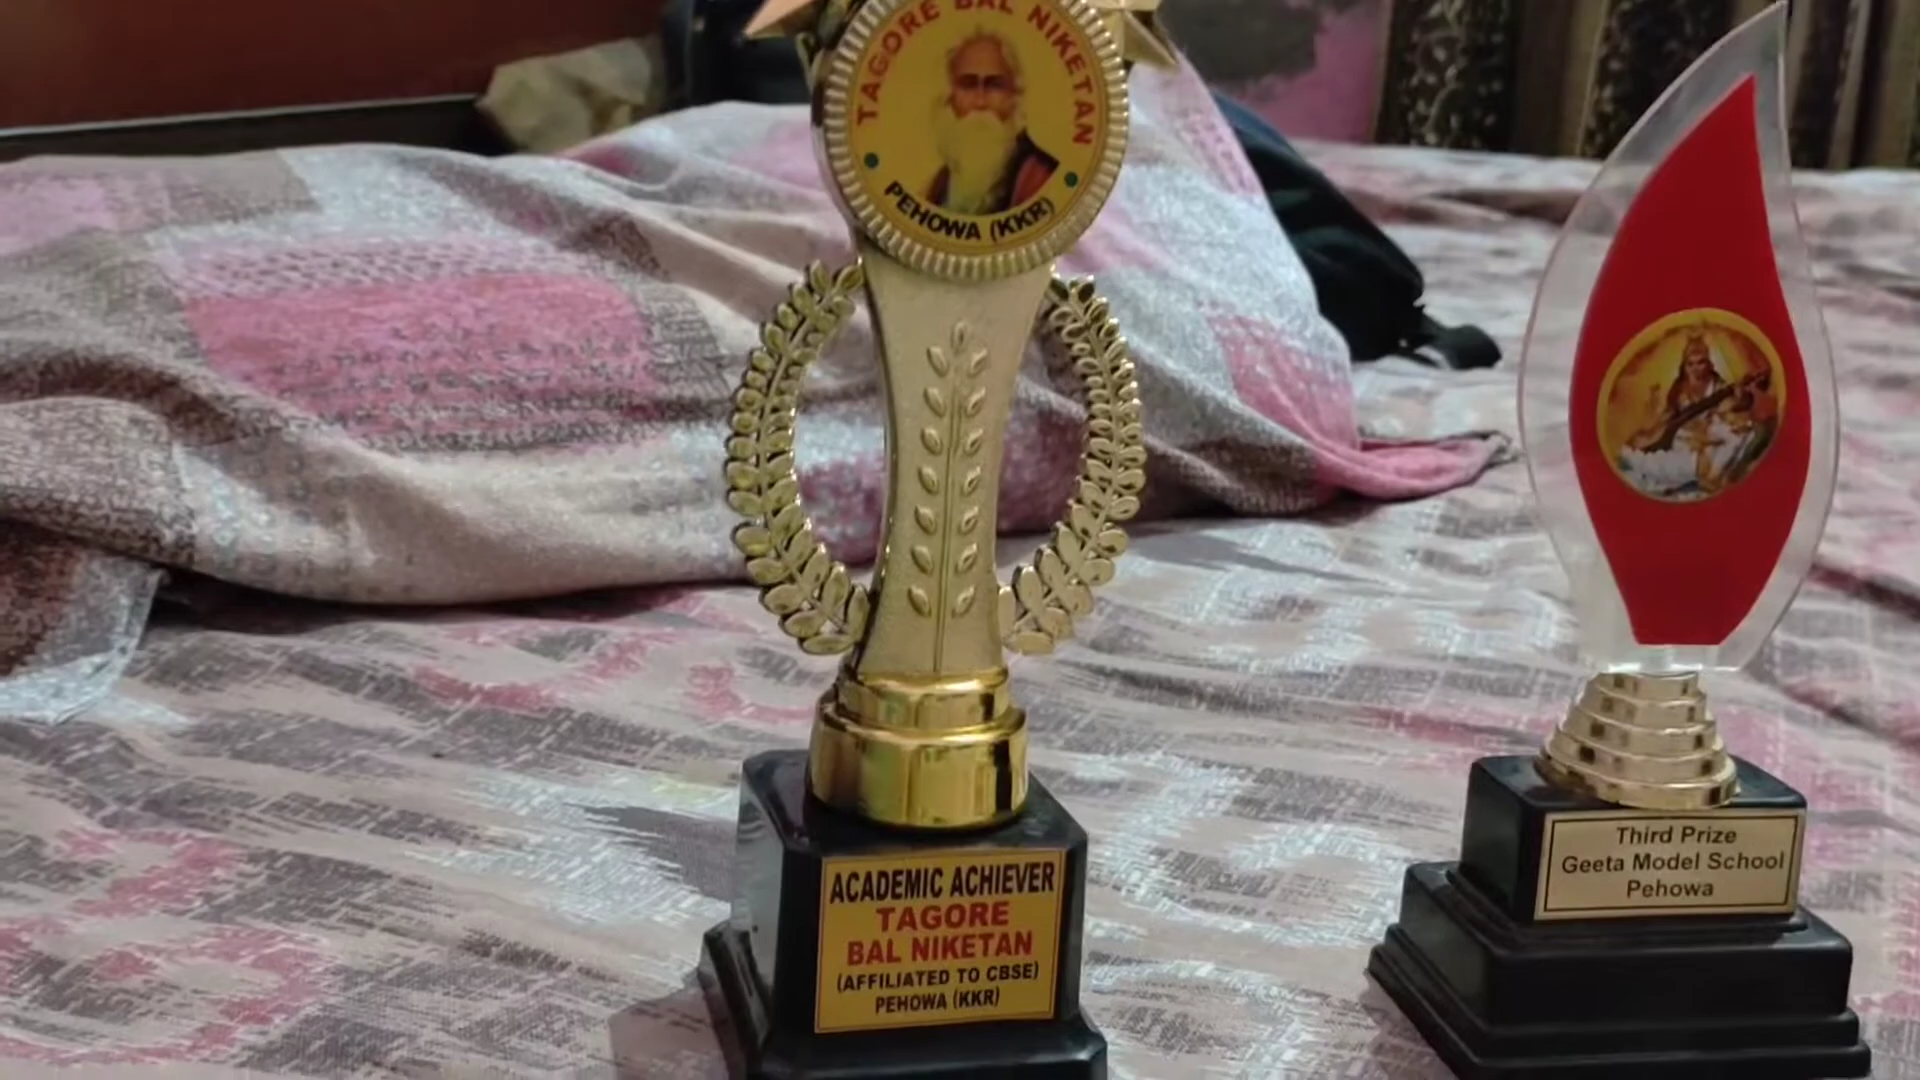 TAGORE BAL NIKETAN
PEHOWA (KKR)
ACADEMIC ACHIEVER
TAGORE
BAL NIKETAN
(AFFILIATED TO CBSE)
PEHOWA (KKR)
Third Prize
Geeta Model School
Pehowa